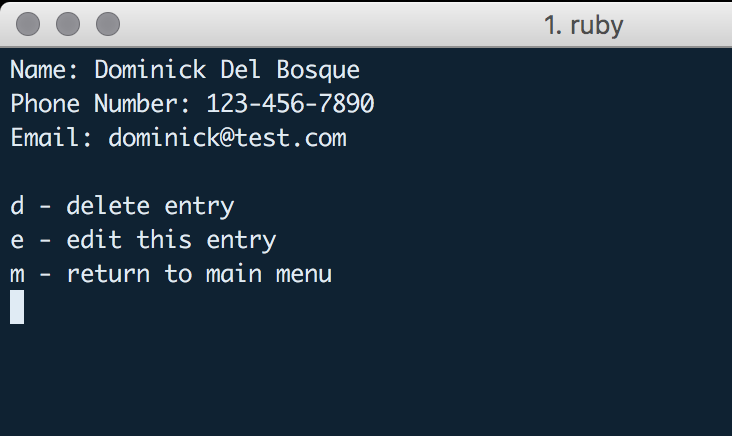 1. ruby
Name: Dominick Del Bosque
Phone Number: 123-456-7890
Email: dominick@test.com
d - delete entry
e - edit this entry
m - return to main menu